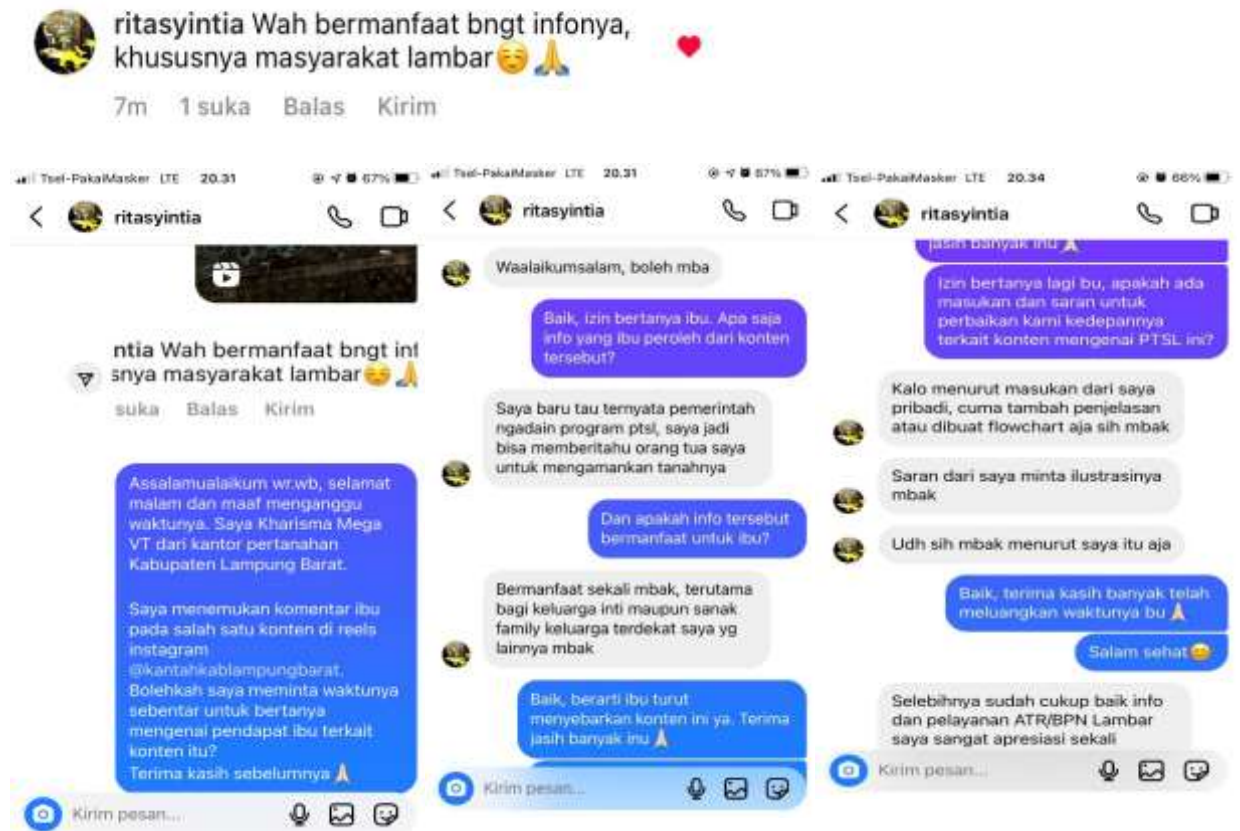 ritasyintia Wah bermanfaat bngt infonya,
khususnya masyarakat lambar☺️🙏
7m 1 suka Balas Kirim
Tsel-PakaiMasker LTE 20.31 67%
ritasyintia
ntia Wah bermanfaat bngt inf
snya masyarakat lambar☺️🙏
suka Balas Kirim
Assalamualaikum wr.wb, selamat
malam dan maaf menganggu
waktunya. Saya Kharisma Mega
VT dari kantor pertanahan
Kabupaten Lampung Barat.
Saya menemukan komentar ibu
pada salah satu konten di reels
instagram
@kantahkablampungbarat.
Bolehkah saya meminta waktunya
sebentar untuk bertanya
mengenai pendapat ibu terkait
konten itu?
Terima kasih sebelumnya 🙏
Kirim pesan...
Tsel-PakaiMasker LTE 20.31 67%
ritasyintia
Waalaikumsalam, boleh mba
Baik, izin bertanya ibu. Apa saja
info yang ibu peroleh dari konten
tersebut?
Saya baru tau ternyata pemerintah
ngadain program ptsl, saya jadi
bisa memberitahu orang tua saya
untuk mengamankan tanahnya
Dan apakah info tersebut
bermanfaat untuk ibu?
Bermanfaat sekali mbak, terutama
bagi keluarga inti maupun sanak
family keluarga terdekat saya yg
lainnya mbak
Baik, berarti ibu turut
menyebarkan konten ini ya. Terima
jasih banyak inu 🙏
Kirim pesan...
Tsel-PakaiMasker LTE 20.34 66%
ritasyintia
jasih banyak inu 🙏
Izin bertanya lagi bu, apakah ada
masukan dan saran untuk
perbaikan kami kedepannya
terkait konten mengenai PTSL ini?
Kalo menurut masukan dari saya
pribadi, cuma tambah penjelasan
atau dibuat flowchart aja sih mbak
Saran dari saya minta ilustrasinya
mbak
Udh sih mbak menurut saya itu aja
Baik, terima kasih banyak telah
meluangkan waktunya bu 🙏
Salam sehat😊
Selebihnya sudah cukup baik info
dan pelayanan ATR/BPN Lambar
saya sangat apresiasi sekali
Kirim pesan...